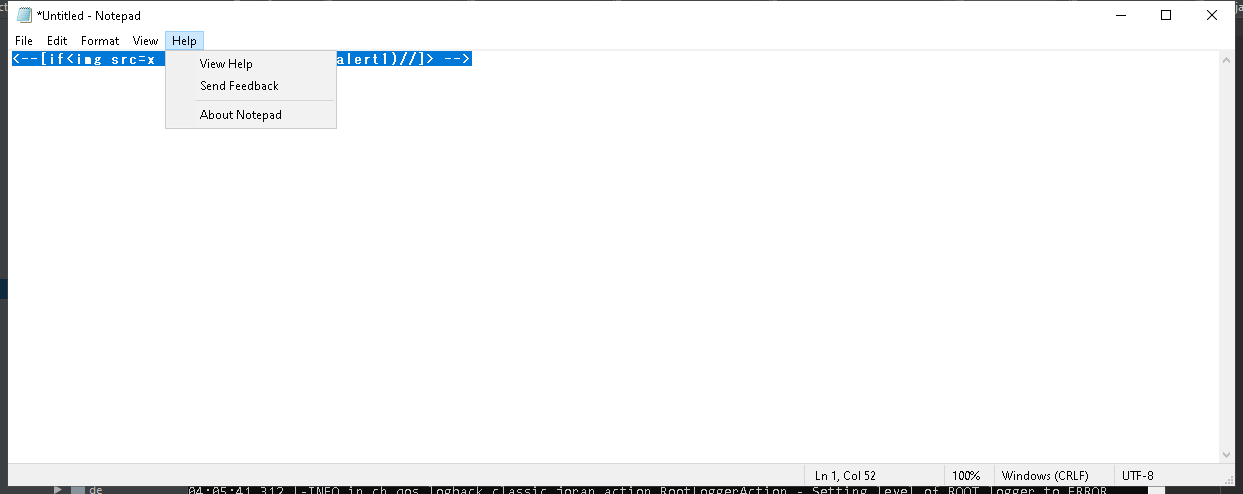 *Untitled - Notepad
File Edit Format View Help
<--[if<img src=x alert1)//]> -->
View Help
Send Feedback
About Notepad
Ln 1, Col 52 100% Windows (CRLF) UTF-8
de 04:05:41,312 |-INFO in ch.qos.logback.classic.joran.action.RootLoggerAction - Setting level of ROOT logger to ERROR